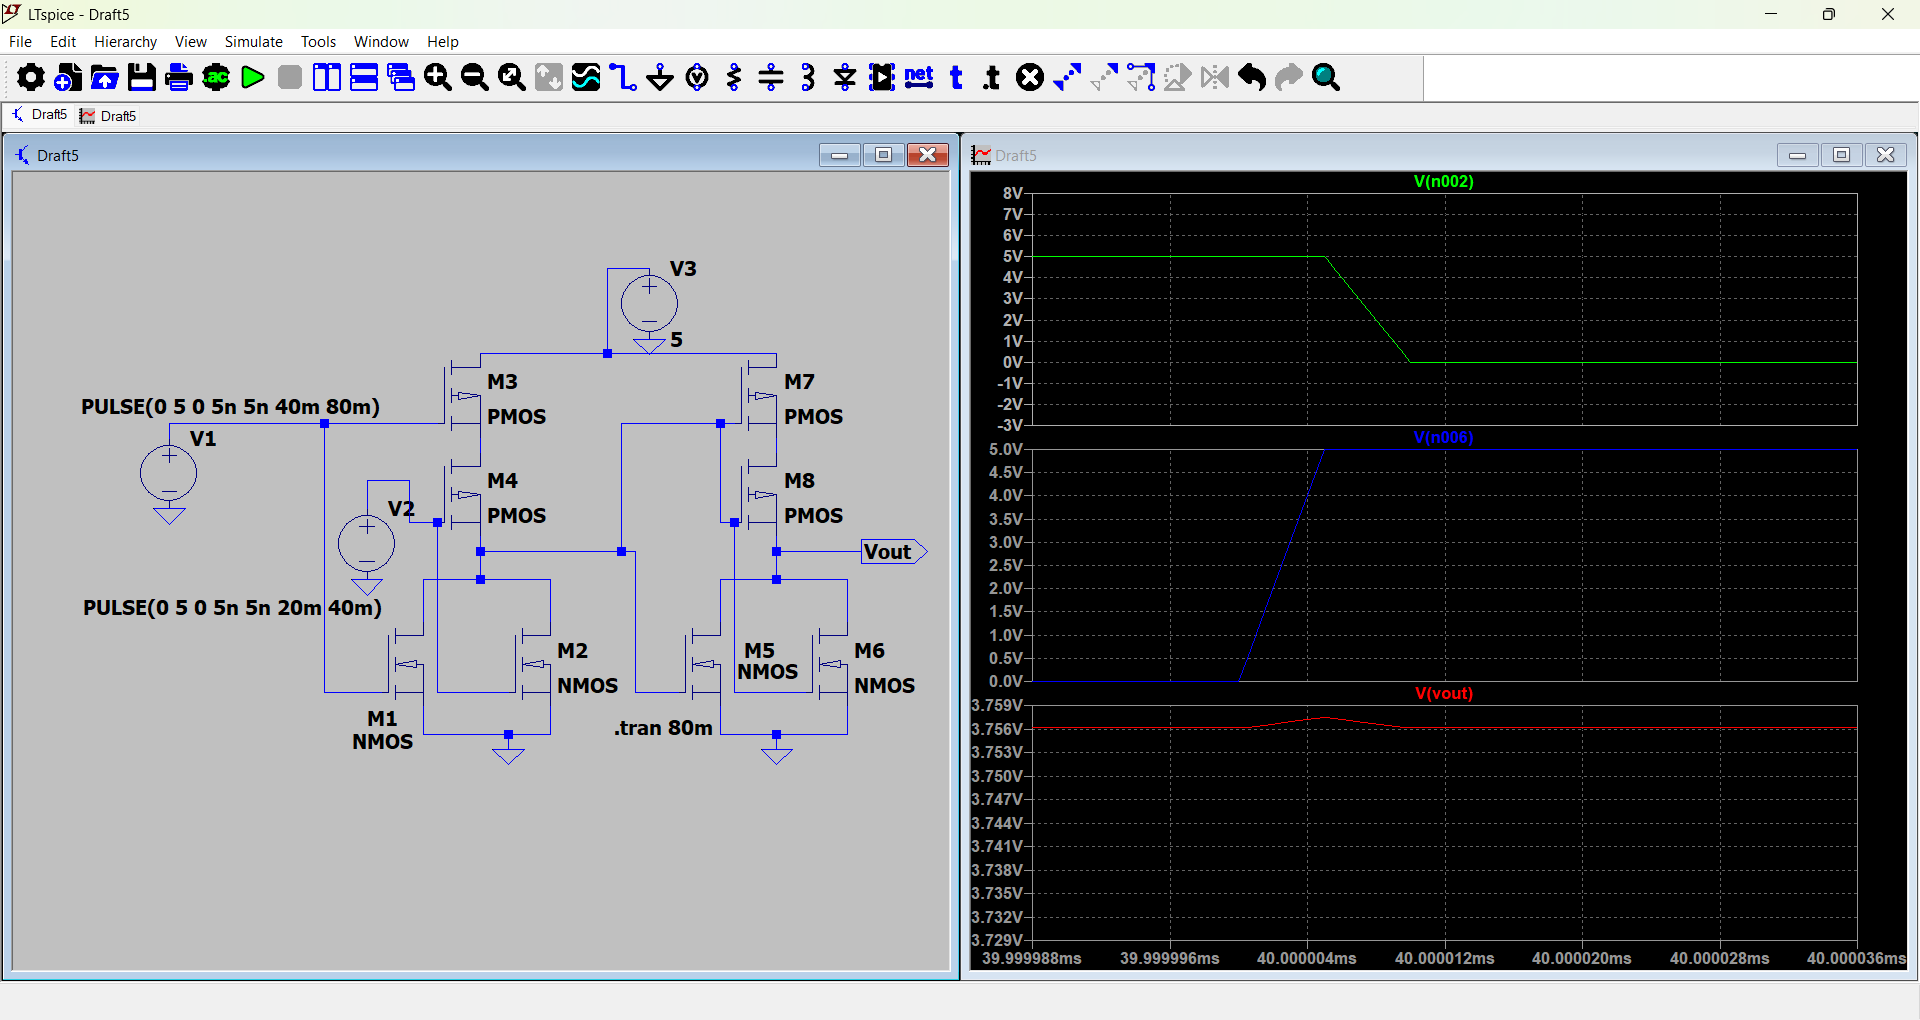 LTspice - Draft5
File Edit Hierarchy View Simulate Tools Window Help
.ac
net t .t
Draft5 Draft5
Draft5
V3
5
M3
PMOS
M7
PMOS
PULSE(0 5 0 5n 5n 40m 80m)
V1
M4
PMOS
M8
PMOS
V2
Vout
PULSE(0 5 0 5n 5n 20m 40m)
M2
NMOS
M5
NMOS
M6
NMOS
M1
NMOS
.tran 80m
Draft5
V(n002)
8V
7V
6V
5V
4V
3V
2V
1V
0V
-1V
-2V
-3V
V(n006)
5.0V
4.5V
4.0V
3.5V
3.0V
2.5V
2.0V
1.5V
1.0V
0.5V
0.0V
V(vout)
3.759V
3.756V
3.753V
3.750V
3.747V
3.744V
3.741V
3.738V
3.735V
3.732V
3.729V
39.999988ms 39.999996ms 40.000004ms 40.000012ms 40.000020ms 40.000028ms 40.000036ms